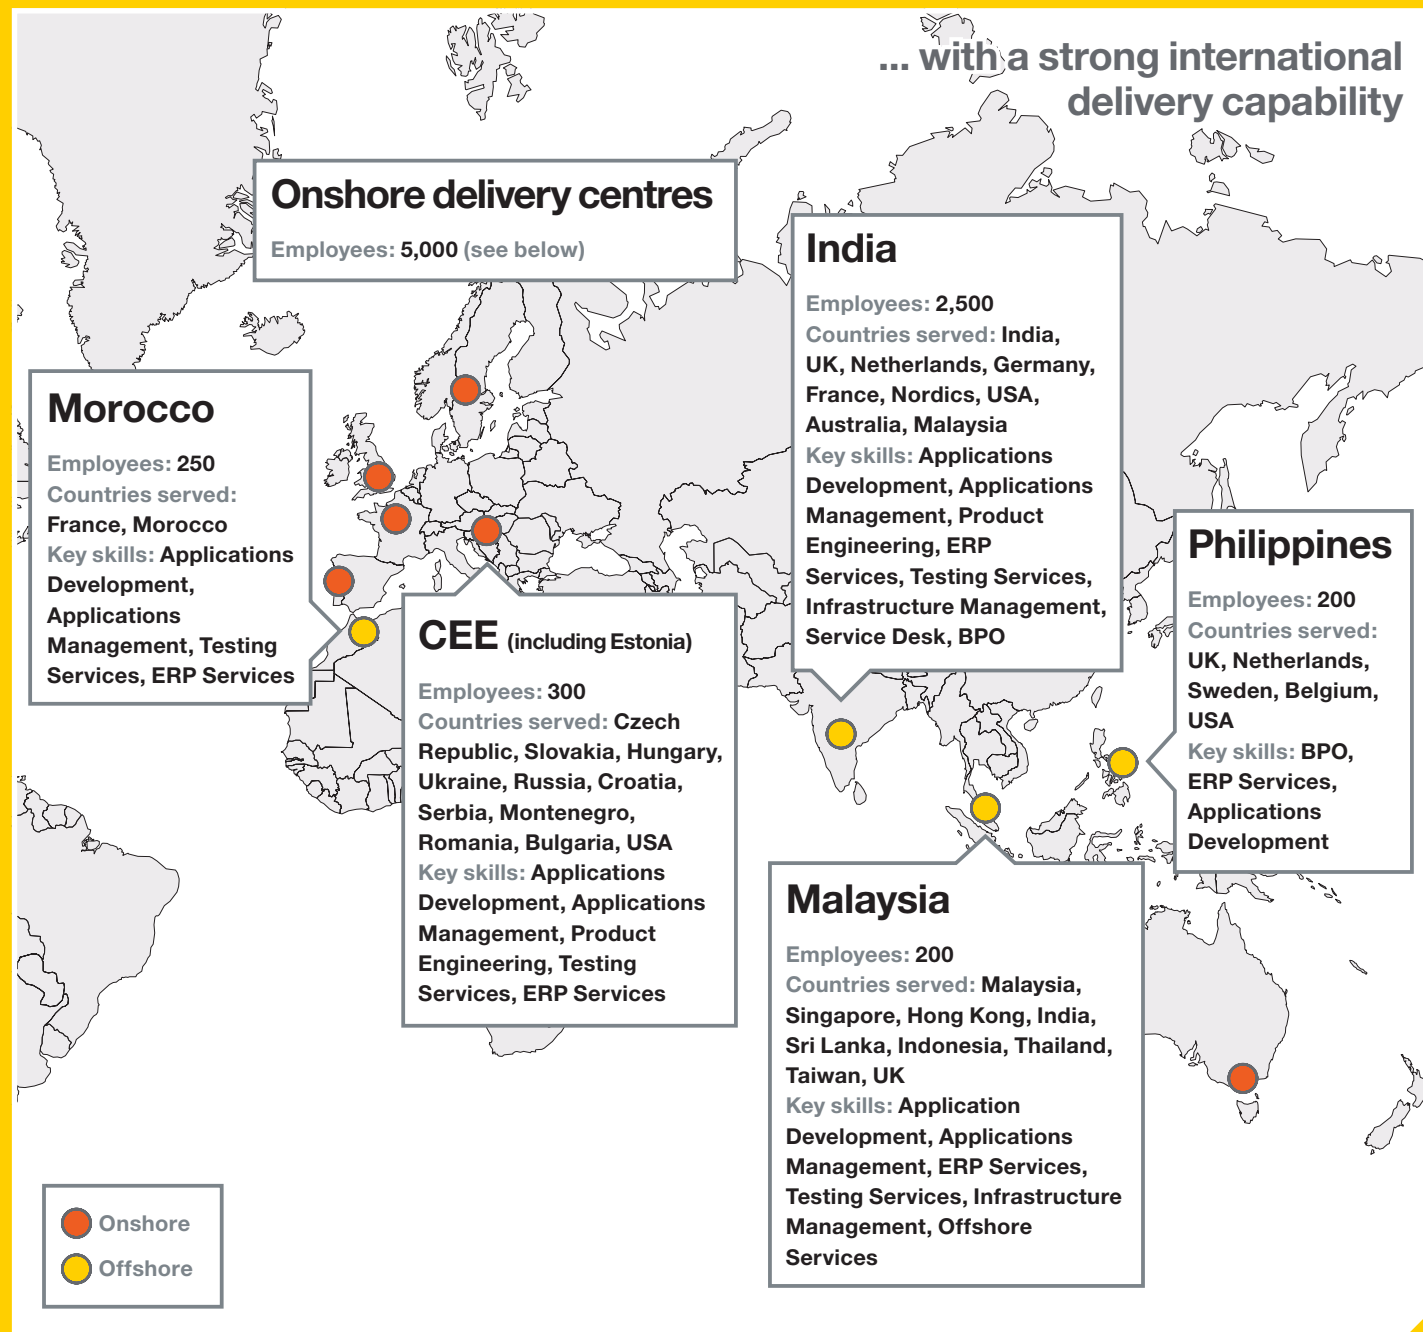 ... with a strong international
delivery capability
Onshore delivery centres
Employees: 5,000 (see below)
India
Employees: 2,500
Countries served: India,
UK, Netherlands, Germany,
France, Nordics, USA,
Australia, Malaysia
Key skills: Applications
Development, Applications
Management, Product
Engineering, ERP
Services, Testing Services,
Infrastructure Management,
Service Desk, BPO
Morocco
Employees: 250
Countries served:
France, Morocco
Key skills: Applications
Development,
Applications
Management, Testing
Services, ERP Services
Philippines
Employees: 200
Countries served:
UK, Netherlands,
Sweden, Belgium,
USA
Key skills: BPO,
ERP Services,
Applications
Development
CEE (including Estonia)
Employees: 300
Countries served: Czech
Republic, Slovakia, Hungary,
Ukraine, Russia, Croatia,
Serbia, Montenegro,
Romania, Bulgaria, USA
Key skills: Applications
Development, Applications
Management, Product
Engineering, Testing
Services, ERP Services
Malaysia
Employees: 200
Countries served: Malaysia,
Singapore, Hong Kong, India,
Sri Lanka, Indonesia, Thailand,
Taiwan, UK
Key skills: Application
Development, Applications
Management, ERP Services,
Testing Services, Infrastructure
Management, Offshore
Services
Onshore
Offshore